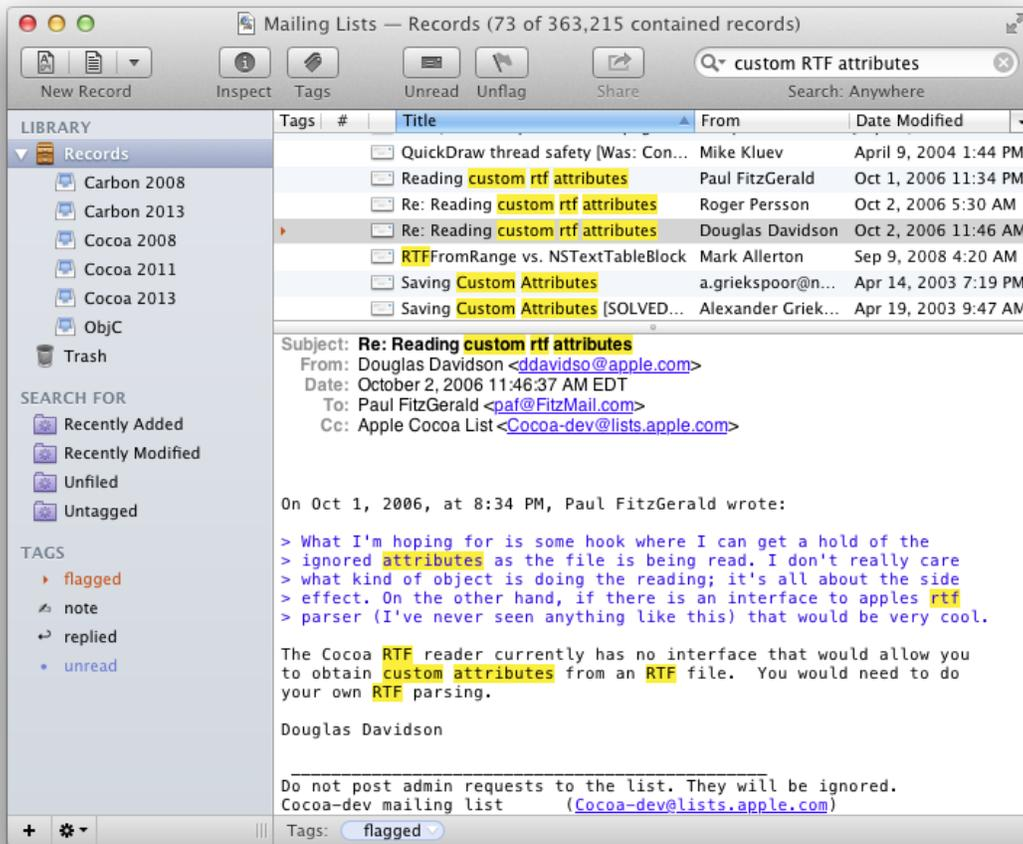 Mailing Lists — Records (73 of 363,215 contained records)
New Record
Inspect
Tags
Unread
Unflag
Share
custom RTF attributes
Search: Anywhere
LIBRARY
Records
Carbon 2008
Carbon 2013
Cocoa 2008
Cocoa 2011
Cocoa 2013
ObjC
Trash
SEARCH FOR
Recently Added
Recently Modified
Unfiled
Untagged
TAGS
flagged
note
replied
unread
Tags # Title From Date Modified
QuickDraw thread safety [Was: Con... Mike Kluev April 9, 2004 1:44 PM
Reading custom rtf attributes Paul FitzGerald Oct 1, 2006 11:34 PM
Re: Reading custom rtf attributes Roger Persson Oct 2, 2006 5:30 AM
Re: Reading custom rtf attributes Douglas Davidson Oct 2, 2006 11:46 AM
RTFFromRange vs. NSTextTableBlock Mark Allerton Sep 9, 2008 4:20 AM
Saving Custom Attributes a.griekspoor@n... Apr 14, 2003 7:19 PM
Saving Custom Attributes [SOLVED... Alexander Griek... Apr 19, 2003 9:47 AM
Subject: Re: Reading custom rtf attributes
From: Douglas Davidson <ddavidso@apple.com>
Date: October 2, 2006 11:46:37 AM EDT
To: Paul FitzGerald <paf@FitzMail.com>
Cc: Apple Cocoa List <Cocoa-dev@lists.apple.com>
On Oct 1, 2006, at 8:34 PM, Paul FitzGerald wrote:
> What I'm hoping for is some hook where I can get a hold of the
> ignored attributes as the file is being read. I don't really care
> what kind of object is doing the reading; it's all about the side
> effect. On the other hand, if there is an interface to apples rtf
> parser (I've never seen anything like this) that would be very cool.
The Cocoa RTF reader currently has no interface that would allow you
to obtain custom attributes from an RTF file.  You would need to do
your own RTF parsing.
Douglas Davidson
_______________________________________________
Do not post admin requests to the list. They will be ignored.
Cocoa-dev mailing list      (Cocoa-dev@lists.apple.com)
Tags: flagged